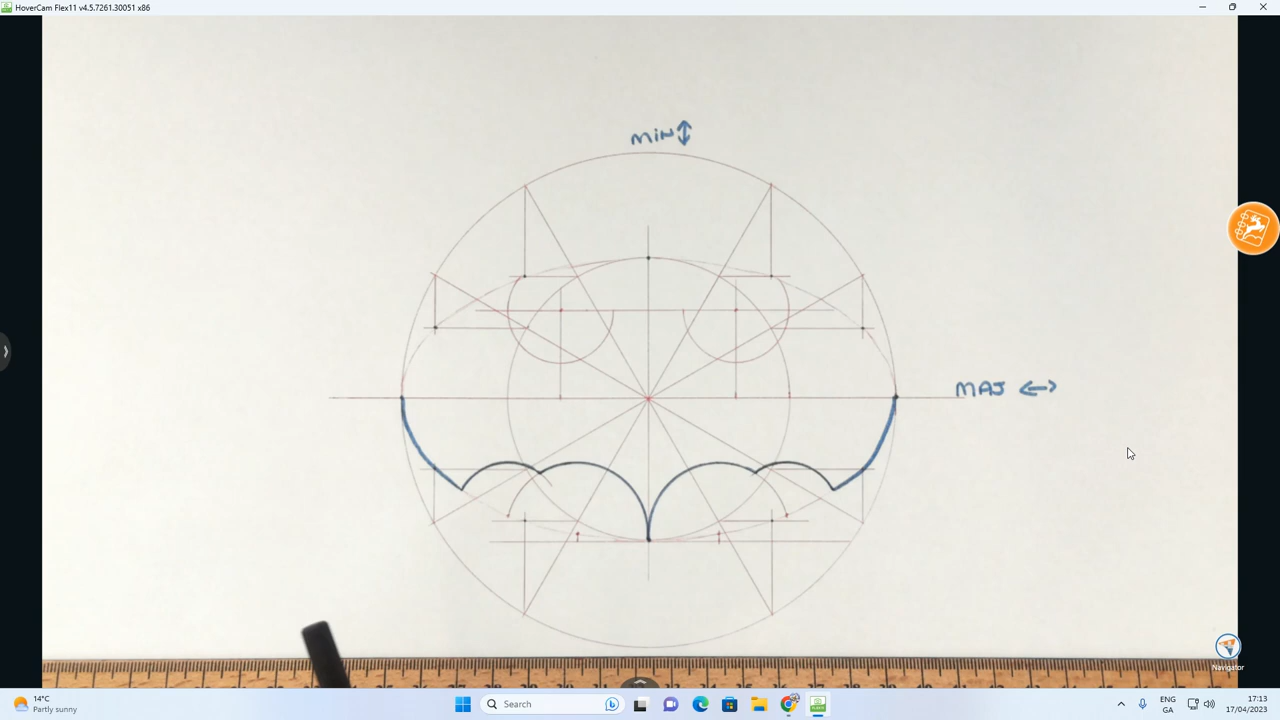 HoverCam Flex11 v4.5.7261.30051 x86
MIN
MAJ
Navigator
14°C
Partly sunny
Search
ENG
GA
17:13
17/04/2023